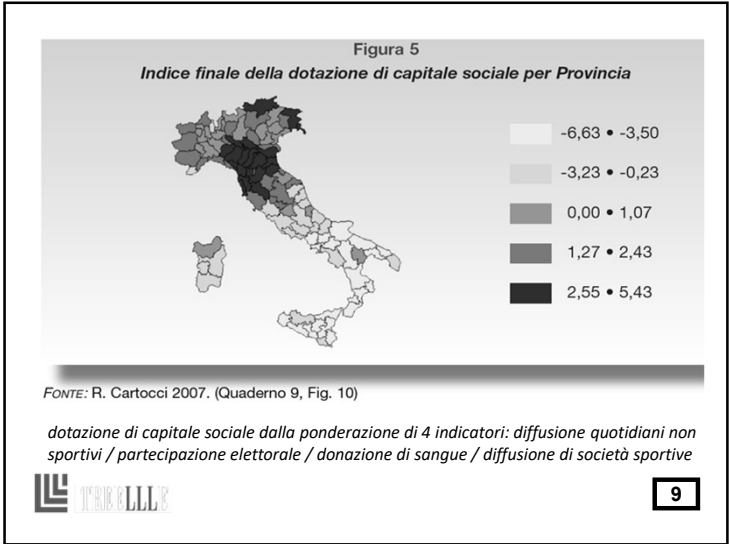 Figura 5
Indice finale della dotazione di capitale sociale per Provincia
-6,63 • -3,50
-3,23 • -0,23
0,00 • 1,07
1,27 • 2,43
2,55 • 5,43
FONTE: R. Cartocci 2007. (Quaderno 9, Fig. 10)
dotazione di capitale sociale dalla ponderazione di 4 indicatori: diffusione quotidiani non
sportivi / partecipazione elettorale / donazione di sangue / diffusione di società sportive
TREELLLE
9